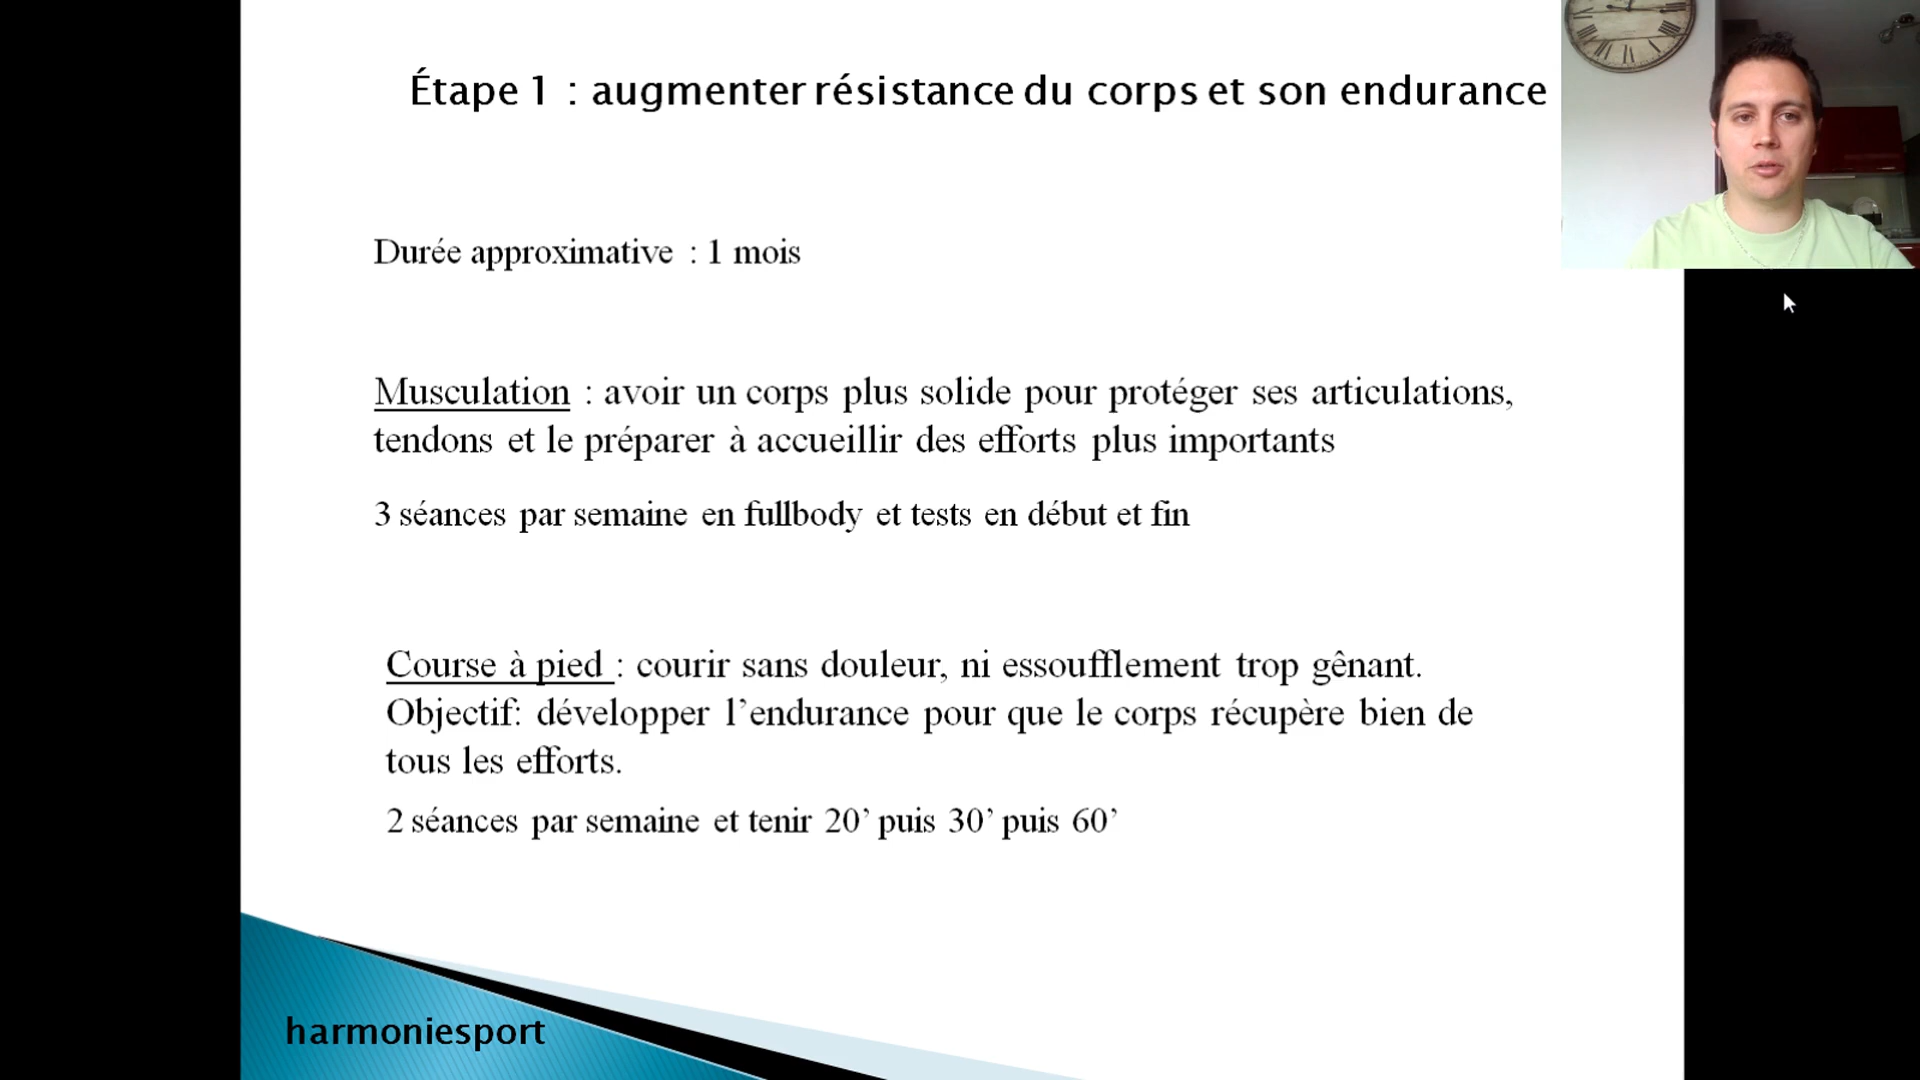 Étape 1 : augmenter résistance du corps et son endurance
Durée approximative : 1 mois
Musculation : avoir un corps plus solide pour protéger ses articulations,
tendons et le préparer à accueillir des efforts plus importants
3 séances par semaine en fullbody et tests en début et fin
Course à pied : courir sans douleur, ni essoufflement trop gênant.
Objectif: développer l’endurance pour que le corps récupère bien de
tous les efforts.
2 séances par semaine et tenir 20’ puis 30’ puis 60’
harmoniesport